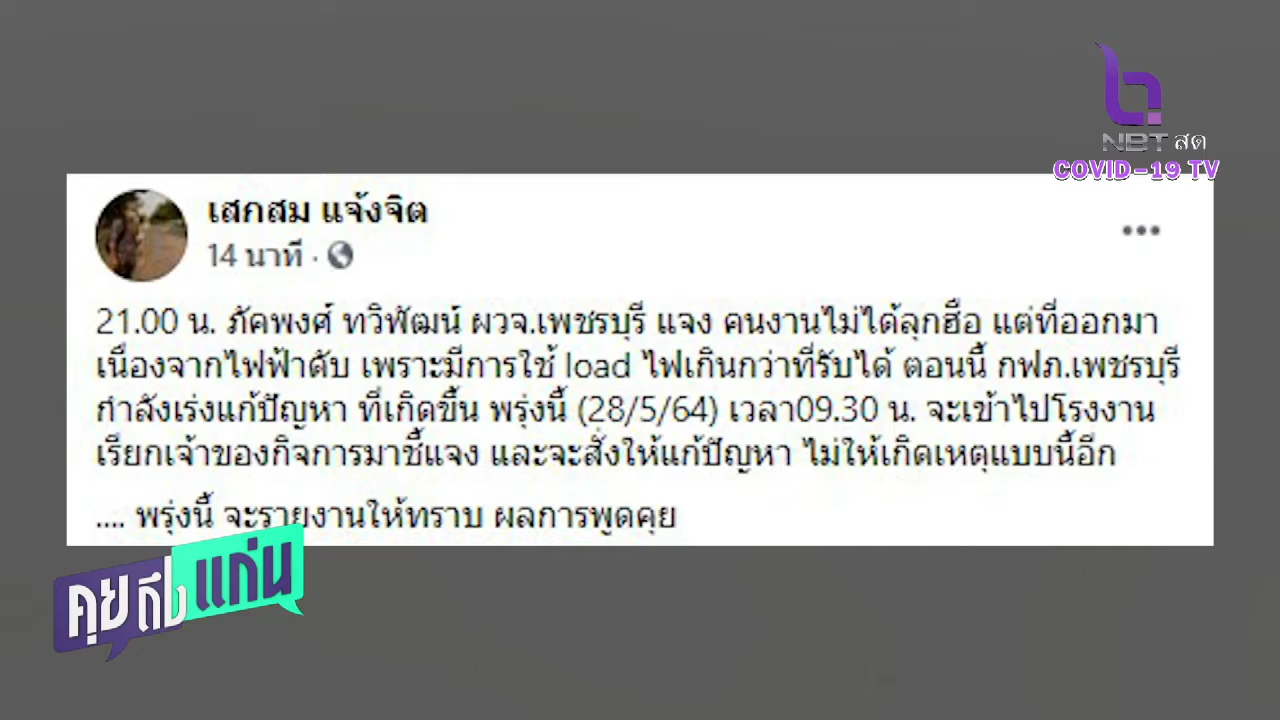 NBT สด
COVID-19 TV
เสกสม แจ้งจิต
14 นาที ·
21.00 น. ภัคพงศ์ ทวิพัฒน์ ผวจ.เพชรบุรี แจง คนงานไม่ได้ลุกฮือ แต่ที่ออกมา
เนื่องจากไฟฟ้าดับ เพราะมีการใช้ load ไฟเกินกว่าที่รับได้ ตอนนี้ กฟภ.เพชรบุรี
กำลังเร่งแก้ปัญหา ที่เกิดขึ้น พรุ่งนี้ (28/5/64) เวลา09.30 น. จะเข้าไปโรงงาน
เรียกเจ้าของกิจการมาชี้แจง และจะสั่งให้แก้ปัญหา ไม่ให้เกิดเหตุแบบนี้อีก
.... พรุ่งนี้ จะรายงานให้ทราบ ผลการพูดคุย
คุยถึงแก่น